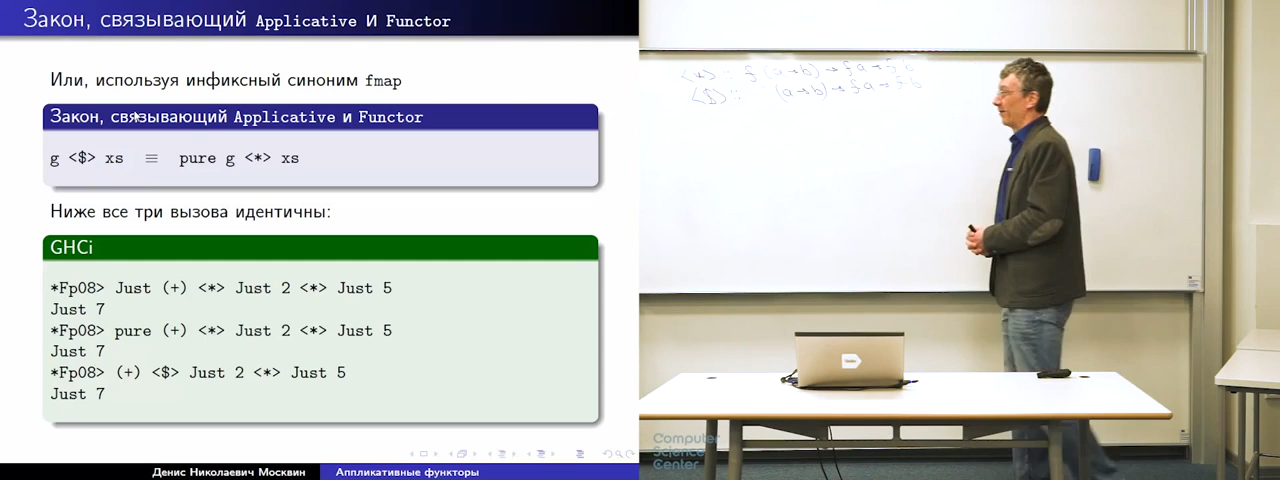 Закон, связывающий Applicative и Functor
Или, используя инфиксный синоним fmap
Закон, связывающий Applicative и Functor
g <$> xs ≡ pure g <*> xs
Ниже все три вызова идентичны:
GHCi
*Fp08> Just (+) <*> Just 2 <*> Just 5
Just 7
*Fp08> pure (+) <*> Just 2 <*> Just 5
Just 7
*Fp08> (+) <$> Just 2 <*> Just 5
Just 7
Денис Николаевич Москвин
Аппликативные функторы
<*> :: f (a→b) → f a → f b
<$> :: (a→b) → f a → f b
Computer
Science
Center